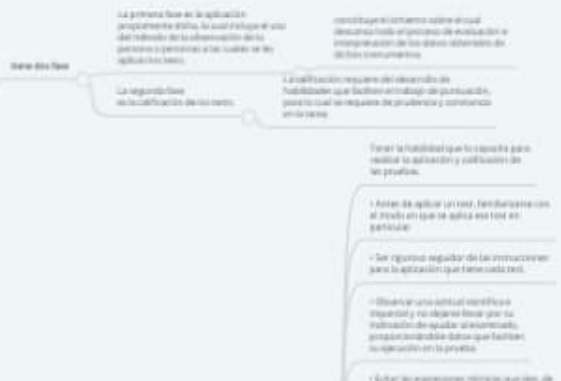 tiene dos fase
La primera fase es la aplicación
propiamente dicha, la cual incluye el uso
del método de la observación de la
persona o personas a las cuales se les
aplican los tests.
constituye el cimiento sobre el cual
descansa todo el proceso de evaluación e
interpretación de los datos obtenidos de
dichos instrumentos.
La segunda fase
es la calificación de los tests.
La calificación requiere del desarrollo de
habilidades que faciliten el trabajo de puntuación,
para lo cual se requiere de prudencia y constancia
en la tarea.
Tener la habilidad que lo capacita para
realizar la aplicación y calificación de
las pruebas.
• Antes de aplicar un test, familiarizarse con
el modo en que se aplica ese test en
particular.
• Ser riguroso seguidor de las instrucciones
para la aplicación que tiene cada test.
• Observar una actitud científica e
imparcial y no dejarse llevar por su
inclinación de ayudar al examinado,
proporcionándole datos que faciliten
su ejecución en la prueba.
• Evitar las expresiones